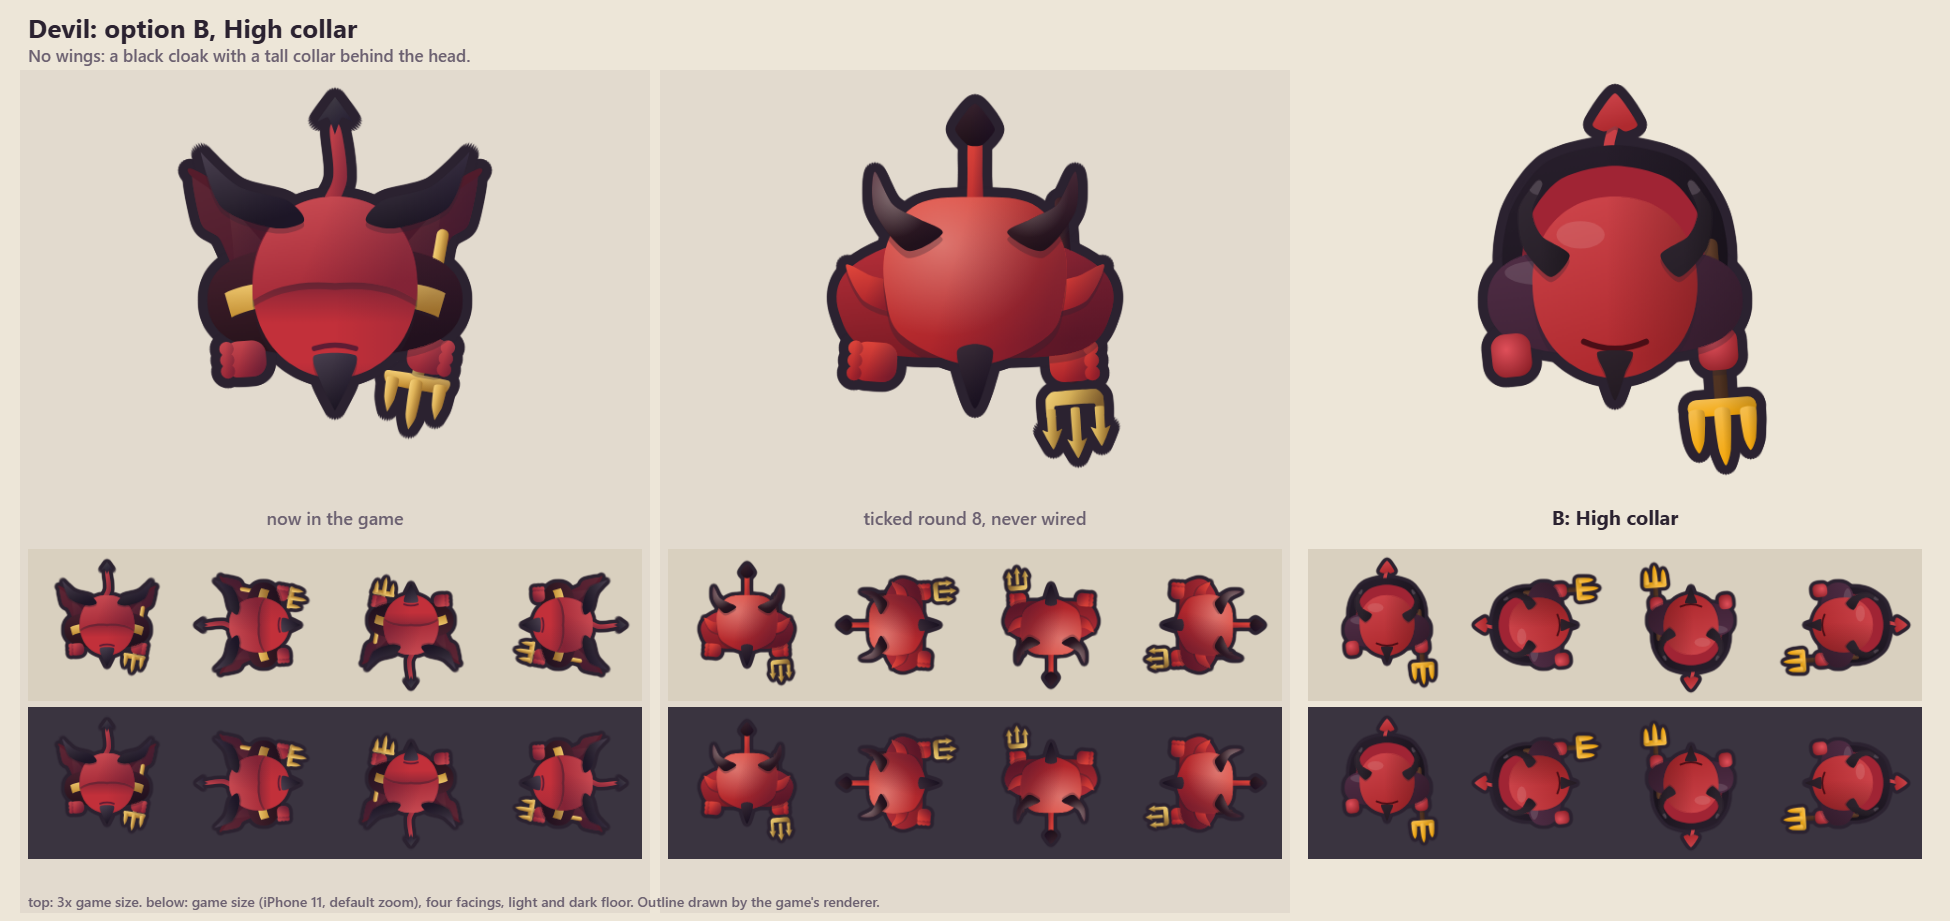 Devil: option B, High collar
No wings: a black cloak with a tall collar behind the head.
now in the game
ticked round 8, never wired
B: High collar
top: 3x game size. below: game size (iPhone 11, default zoom), four facings, light and dark floor. Outline drawn by the game's renderer.